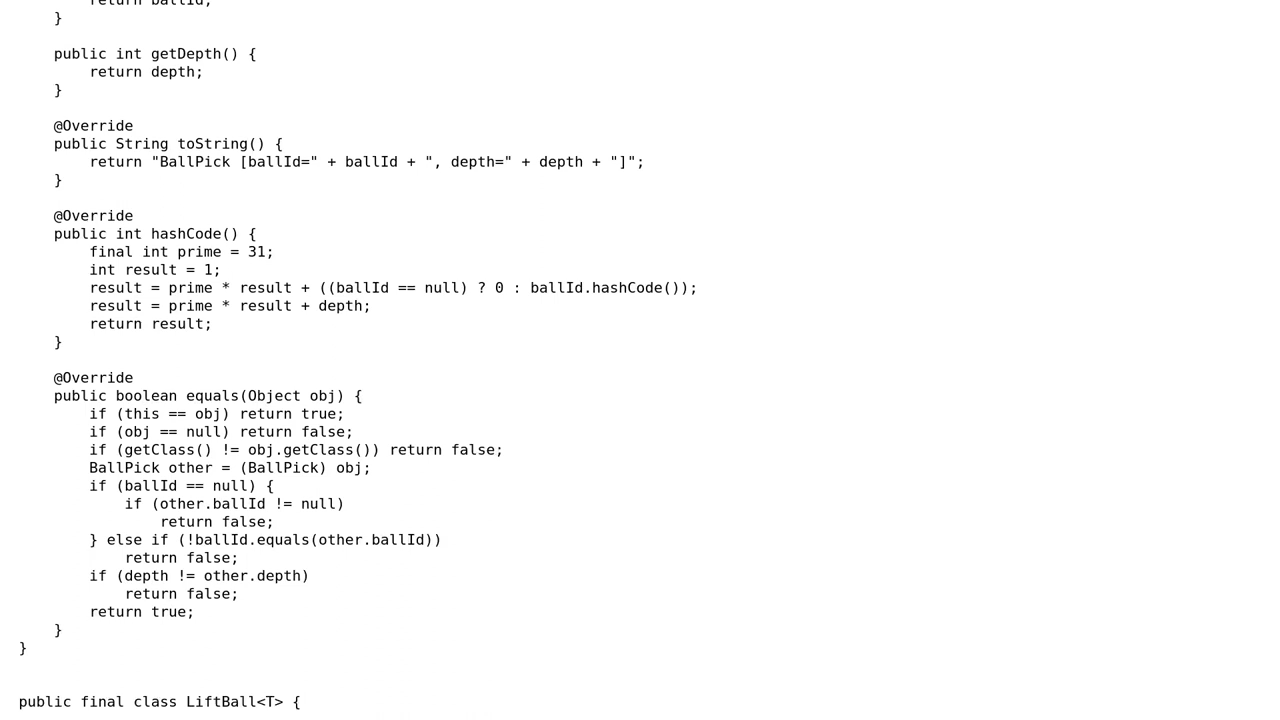 return ballId;
    }

    public int getDepth() {
        return depth;
    }

    @Override
    public String toString() {
        return "BallPick [ballId=" + ballId + ", depth=" + depth + "]";
    }

    @Override
    public int hashCode() {
        final int prime = 31;
        int result = 1;
        result = prime * result + ((ballId == null) ? 0 : ballId.hashCode());
        result = prime * result + depth;
        return result;
    }

    @Override
    public boolean equals(Object obj) {
        if (this == obj) return true;
        if (obj == null) return false;
        if (getClass() != obj.getClass()) return false;
        BallPick other = (BallPick) obj;
        if (ballId == null) {
            if (other.ballId != null)
                return false;
        } else if (!ballId.equals(other.ballId))
            return false;
        if (depth != other.depth)
            return false;
        return true;
    }
}


public final class LiftBall<T> {